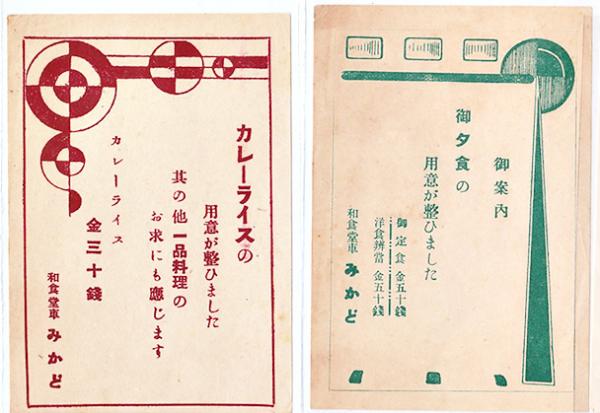 カレーライスの
用意が整ひました
其の他一品料理の
お求にも應じます
カレーライス
金三十錢
和食堂車 みかど
御案内
御夕食の
用意が整ひました
御定食 金五十錢
洋食辨當 金五十錢
和食堂車 みかど